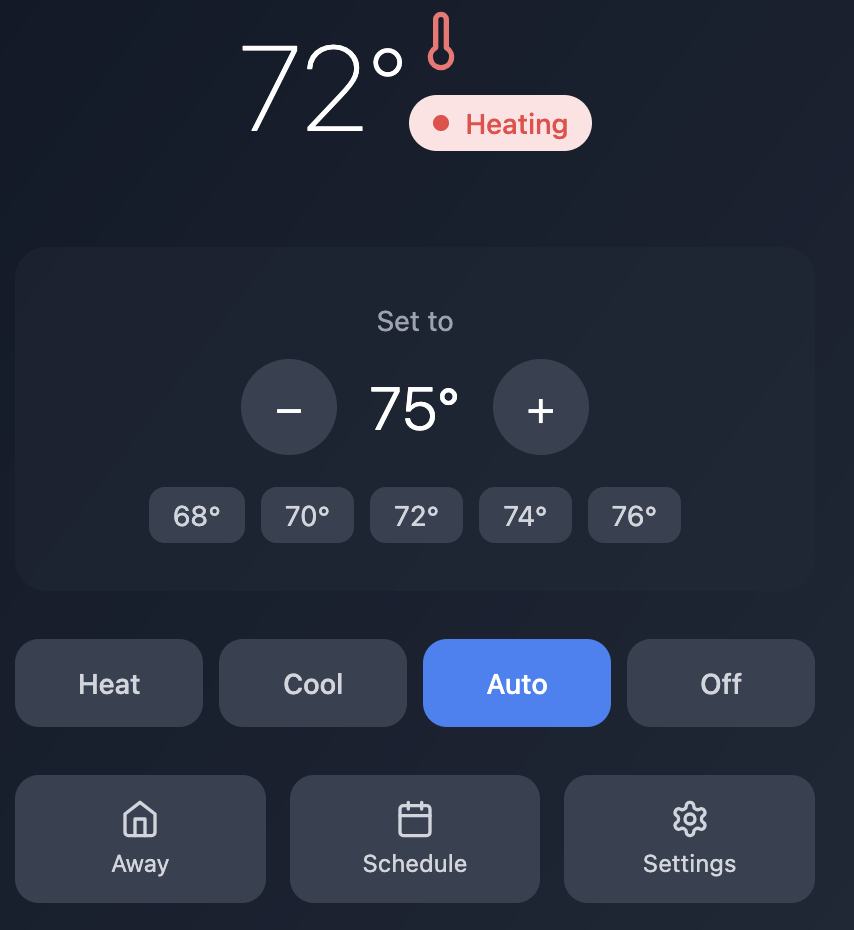 72°
Heating
Set to
− 75° +
68° 70° 72° 74° 76°
Heat Cool Auto Off
Away Schedule Settings